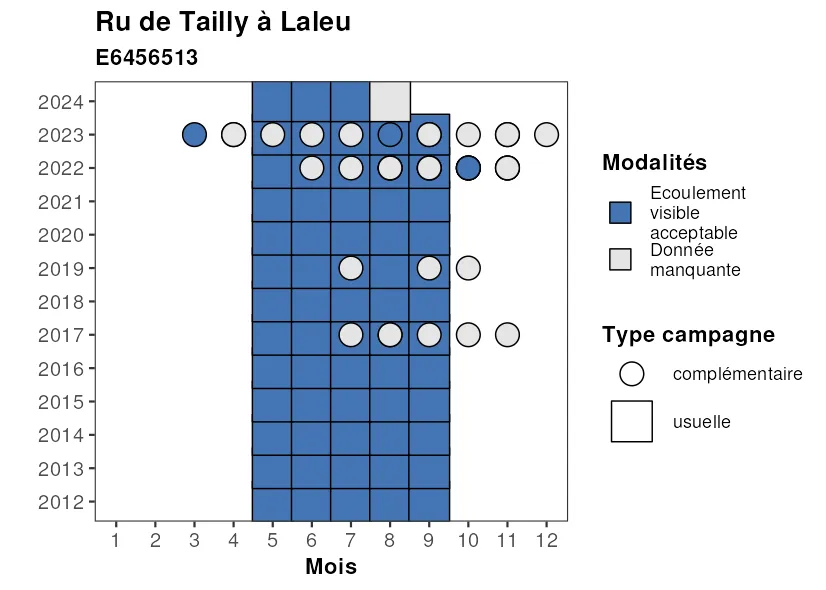 Ru de Tailly à Laleu
E6456513
2024
2023
2022
2021
2020
2019
2018
2017
2016
2015
2014
2013
2012
1 2 3 4 5 6 7 8 9 10 11 12
Mois
Modalités
Ecoulement
visible
acceptable
Donnée
manquante
Type campagne
complémentaire
usuelle